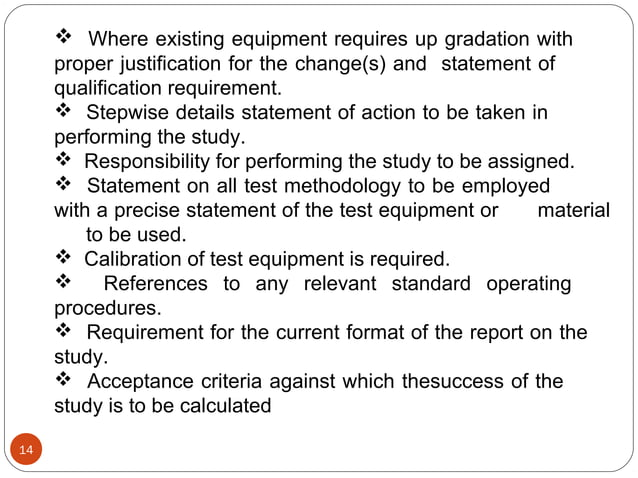 ❖ Where existing equipment requires up gradation with
proper justification for the change(s) and statement of
qualification requirement.
❖ Stepwise details statement of action to be taken in
performing the study.
❖ Responsibility for performing the study to be assigned.
❖ Statement on all test methodology to be employed
with a precise statement of the test equipment or material
to be used.
❖ Calibration of test equipment is required.
❖ References to any relevant standard operating
procedures.
❖ Requirement for the current format of the report on the
study.
❖ Acceptance criteria against which thesuccess of the
study is to be calculated
14